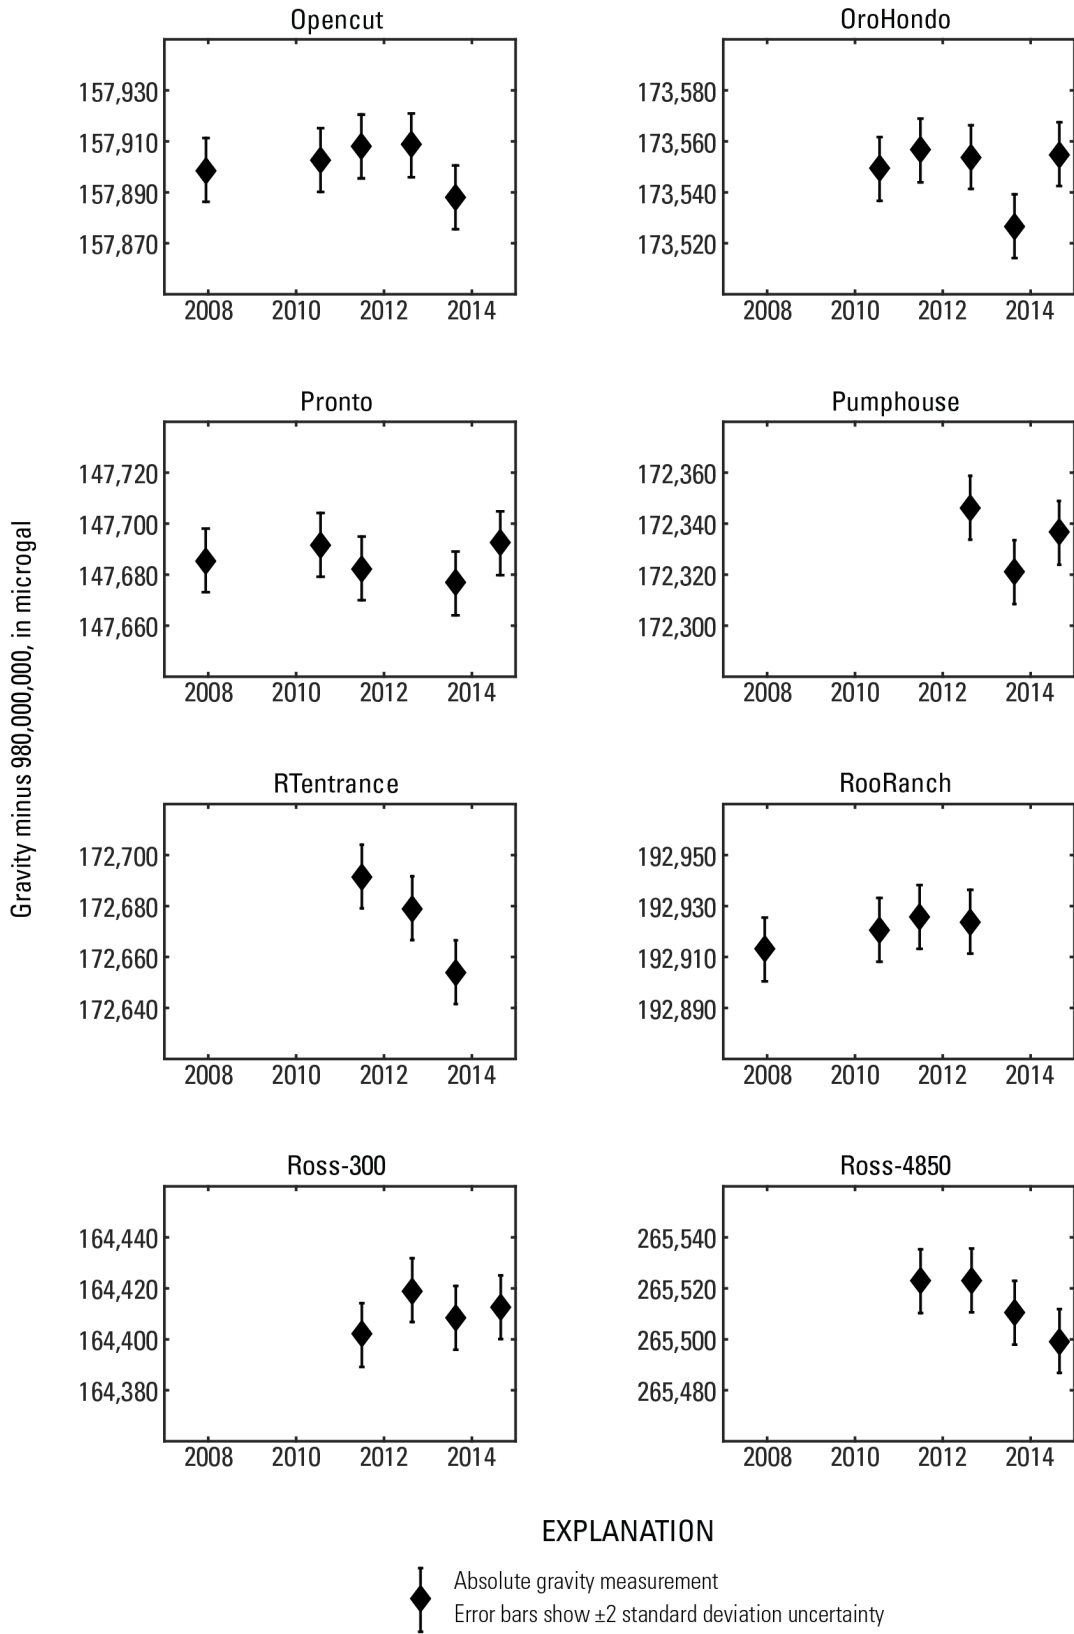 Opencut
157,930
157,910
157,890
157,870
2008 2010 2012 2014
OroHondo
173,580
173,560
173,540
173,520
2008 2010 2012 2014
Pronto
147,720
147,700
147,680
147,660
2008 2010 2012 2014
Pumphouse
172,360
172,340
172,320
172,300
2008 2010 2012 2014
Gravity minus 980,000,000, in microgal
RTentrance
172,700
172,680
172,660
172,640
2008 2010 2012 2014
RooRanch
192,950
192,930
192,910
192,890
2008 2010 2012 2014
Ross-300
164,440
164,420
164,400
164,380
2008 2010 2012 2014
Ross-4850
265,540
265,520
265,500
265,480
2008 2010 2012 2014
EXPLANATION
Absolute gravity measurement
Error bars show ±2 standard deviation uncertainty